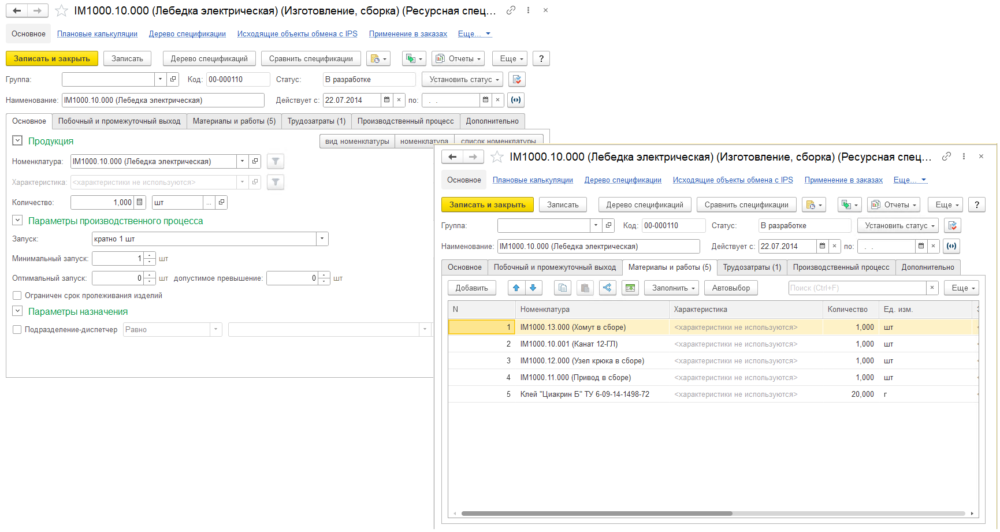 IM1000.10.000 (Лебедка электрическая) (Изготовление, сборка) (Ресурсная спец...
Основное Плановые калькуляции Дерево спецификации Исходящие объекты обмена с IPS Применение в заказах Еще...
Записать и закрыть Записать Дерево спецификаций Сравнить спецификации Отчеты Еще ?
Группа: Код: 00-000110 Статус: В разработке Установить статус
Наименование: IM1000.10.000 (Лебедка электрическая) Действует с: 22.07.2014 по: . .
Основное Побочный и промежуточный выход Материалы и работы (5) Трудозатраты (1) Производственный процесс Дополнительно
Продукция вид номенклатуры номенклатура список номенклатуры
Номенклатура: IM1000.10.000 (Лебедка электрическая)
Характеристика: <характеристики не используются>
Количество: 1,000 шт ...
Параметры производственного процесса
Запуск: кратно 1 шт
Минимальный запуск: 1 шт
Оптимальный запуск: 0 шт допустимое превышение: 0 шт
Ограничен срок пролеживания изделий
Параметры назначения
Подразделение-диспетчер Равно
IM1000.10.000 (Лебедка электрическая) (Изготовление, сборка) (Ресурсная спец...
Основное Плановые калькуляции Дерево спецификации Исходящие объекты обмена с IPS Применение в заказах Еще...
Записать и закрыть Записать Дерево спецификаций Сравнить спецификации Отчеты Еще ?
Группа: Код: 00-000110 Статус: В разработке Установить статус
Наименование: IM1000.10.000 (Лебедка электрическая) Действует с: 22.07.2014 по: . .
Основное Побочный и промежуточный выход Материалы и работы (5) Трудозатраты (1) Производственный процесс Дополнительно
Добавить Заполнить Автовыбор Поиск (Ctrl+F) × Еще
N Номенклатура Характеристика Количество Ед. изм.
1 IM1000.13.000 (Хомут в сборе) <характеристики не используются> 1,000 шт
2 IM1000.10.001 (Канат 12-ГЛ) <характеристики не используются> 1,000 шт
3 IM1000.12.000 (Узел крюка в сборе) <характеристики не используются> 1,000 шт
4 IM1000.11.000 (Привод в сборе) <характеристики не используются> 1,000 шт
5 Клей "Циакрин Б" ТУ 6-09-14-1498-72 <характеристики не используются> 20,000 г